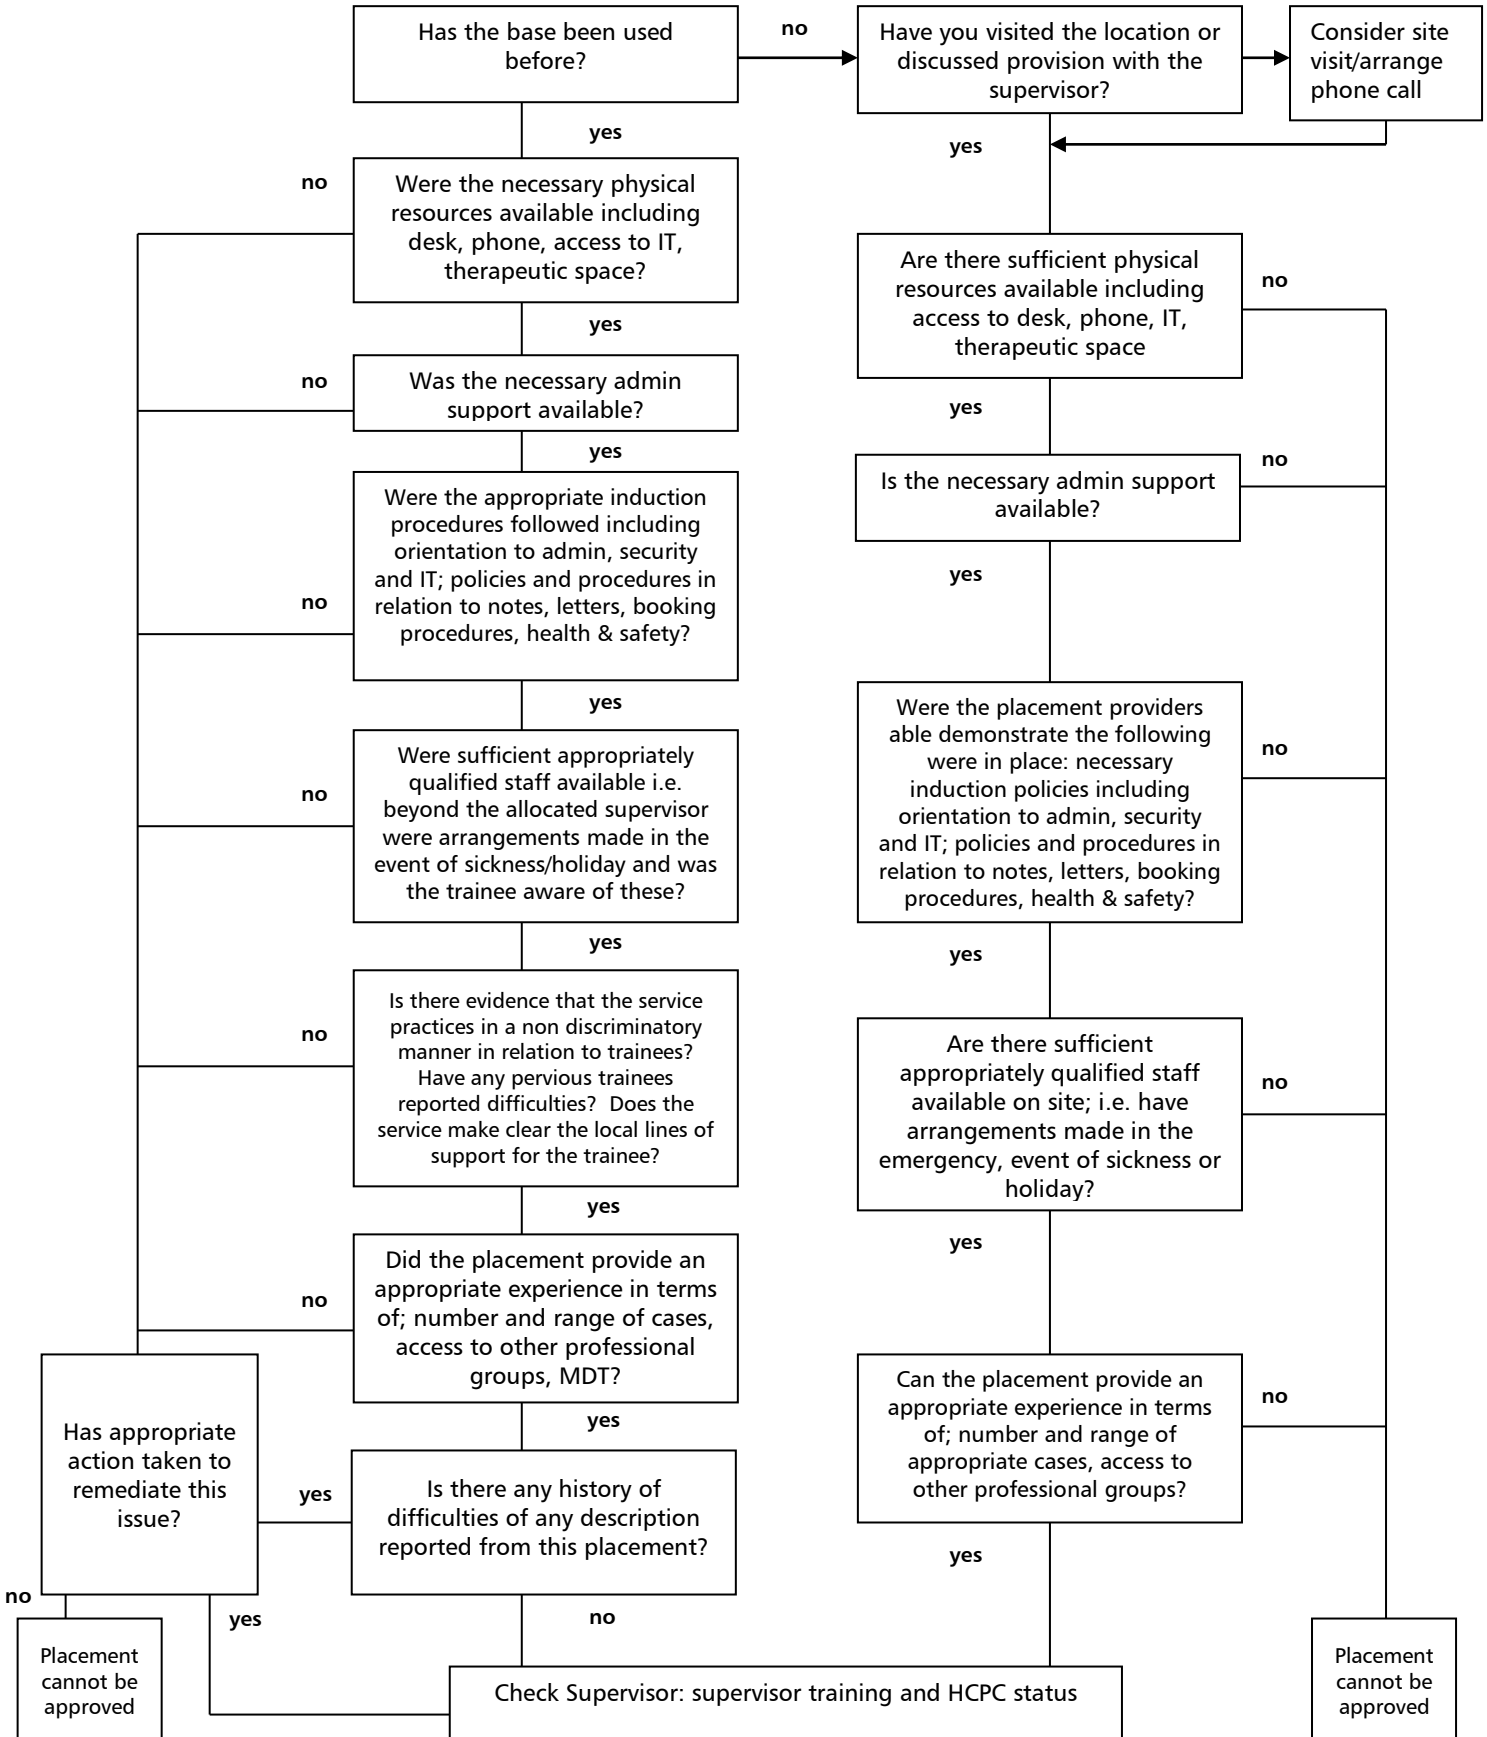 Has the base been used
before?
no
Have you visited the location or
discussed provision with the
supervisor?
Consider site
visit/arrange
phone call
yes
yes
no
Were the necessary physical
resources available including
desk, phone, access to IT,
therapeutic space?
Are there sufficient physical
resources available including
access to desk, phone, IT,
therapeutic space
no
yes
no
Was the necessary admin
support available?
yes
yes
Is the necessary admin support
available?
no
Were the appropriate induction
procedures followed including
orientation to admin, security
and IT; policies and procedures in
relation to notes, letters, booking
procedures, health & safety?
no
yes
yes
Were the placement providers
able demonstrate the following
were in place: necessary
induction policies including
orientation to admin, security
and IT; policies and procedures in
relation to notes, letters, booking
procedures, health & safety?
no
Were sufficient appropriately
qualified staff available i.e.
beyond the allocated supervisor
were arrangements made in the
event of sickness/holiday and was
the trainee aware of these?
no
yes
yes
Is there evidence that the service
practices in a non discriminatory
manner in relation to trainees?
Have any pervious trainees
reported difficulties? Does the
service make clear the local lines of
support for the trainee?
no
Are there sufficient
appropriately qualified staff
available on site; i.e. have
arrangements made in the
emergency, event of sickness or
holiday?
no
yes
yes
Did the placement provide an
appropriate experience in terms
of; number and range of cases,
access to other professional
groups, MDT?
no
Can the placement provide an
appropriate experience in terms
of; number and range of
appropriate cases, access to
other professional groups?
no
yes
Has appropriate
action taken to
remediate this
issue?
yes
Is there any history of
difficulties of any description
reported from this placement?
yes
no
yes
no
Placement
cannot be
approved
Check Supervisor: supervisor training and HCPC status
Placement
cannot be
approved